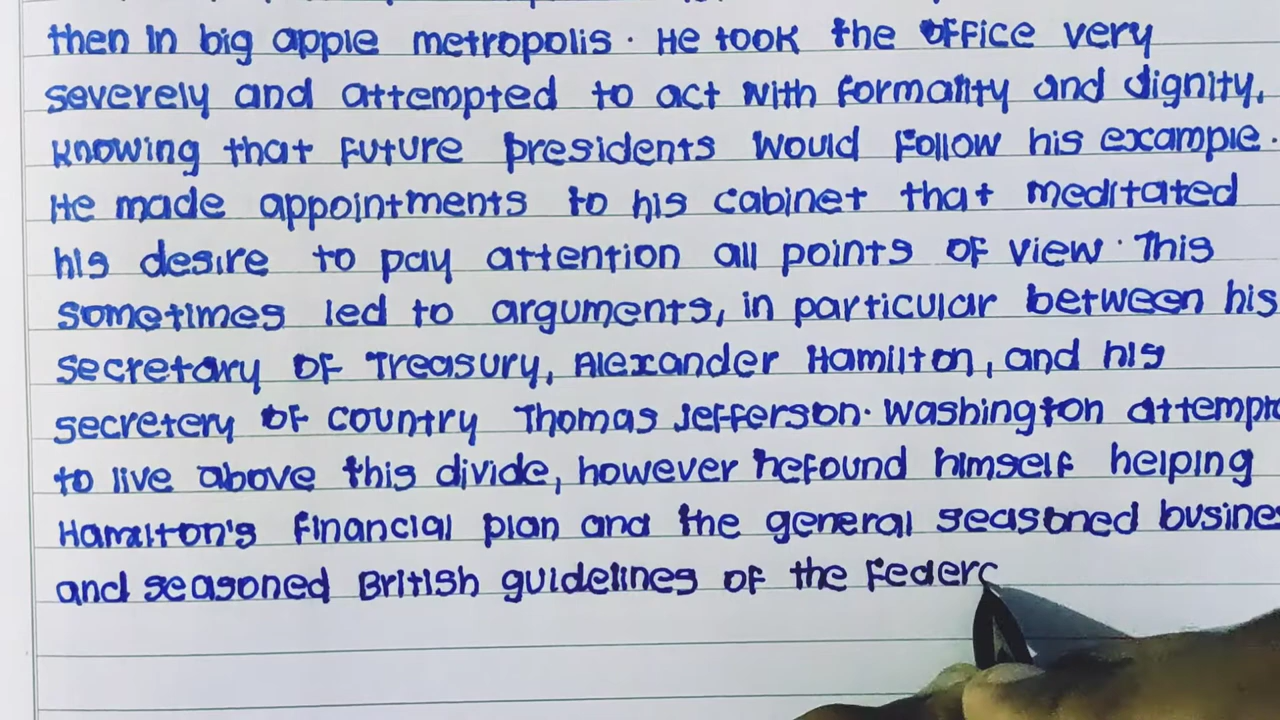 then in big apple metropolis. He took the office very
severely and attempted to act with formality and dignity,
knowing that future presidents would follow his example.
He made appointments to his cabinet that meditated
his desire to pay attention all points of view. This
sometimes led to arguments, in particular between his
secretary of Treasury, Alexander Hamilton, and his
secretery of country Thomas Jefferson. Washington attempt
to live above this divide, however hefound himself helping
Hamilton's financial plan and the general seasoned busines
and seasoned British guidelines of the Federa